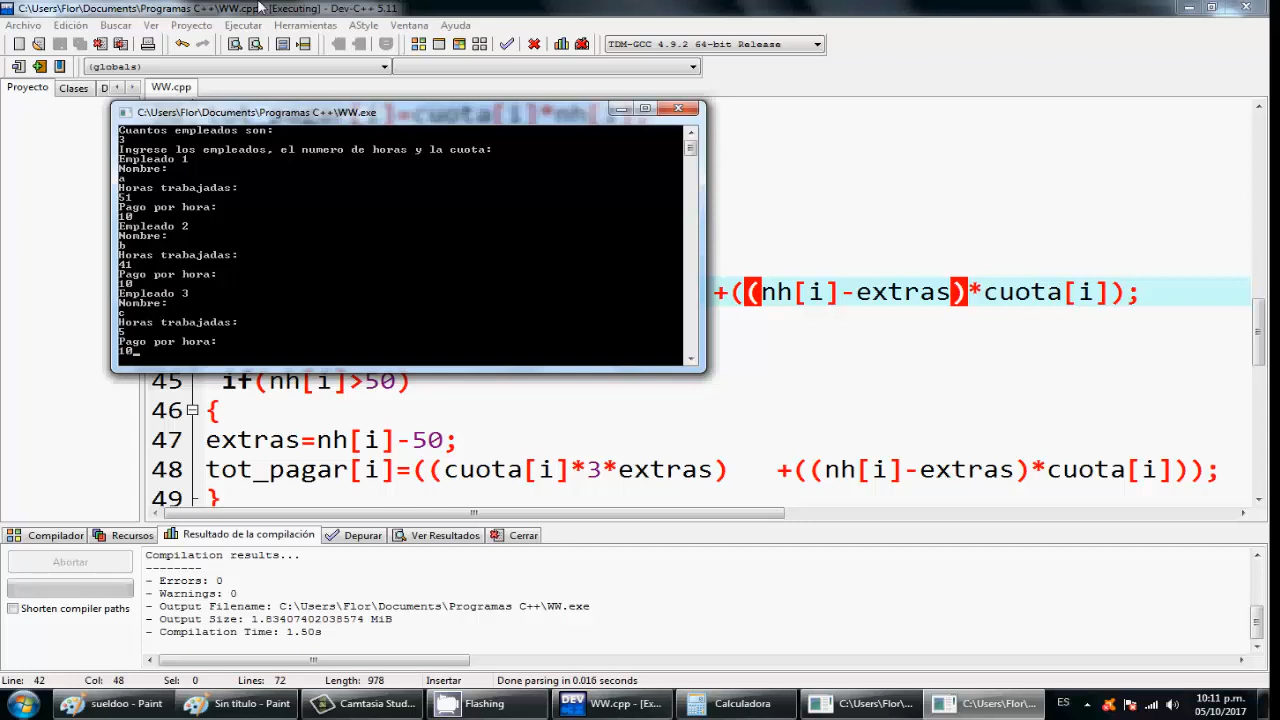 C:\Users\Flor\Documents\Programas C++\WW.cpp - [Executing] - Dev-C++ 5.11
Archivo Edición Buscar Ver Proyecto Ejecutar Herramientas AStyle Ventana Ayuda
TDM-GCC 4.9.2 64-bit Release
(globals)
Proyecto Clases D WW.cpp
]=cuota[i]*nh[i];
C:\Users\Flor\Documents\Programas C++\WW.exe
Cuantos empleados son:
3
Ingrese los empleados, el numero de horas y la cuota:
Empleado 1
Nombre:
a
Horas trabajadas:
51
Pago por hora:
10
Empleado 2
Nombre:
b
Horas trabajadas:
41
Pago por hora:
10
Empleado 3
Nombre:
c
Horas trabajadas:
5
Pago por hora:
10_
+((nh[i]-extras)*cuota[i]);
45 if(nh[i]>50)
46 {
47 extras=nh[i]-50;
48 tot_pagar[i]=((cuota[i]*3*extras) +((nh[i]-extras)*cuota[i]));
49 }
Compilador Recursos Resultado de la compilación Depurar Ver Resultados Cerrar
Abortar
Shorten compiler paths
Compilation results...
--------
- Errors: 0
- Warnings: 0
- Output Filename: C:\Users\Flor\Documents\Programas C++\WW.exe
- Output Size: 1.83407402038574 MiB
- Compilation Time: 1.50s
Line: 42 Col: 48 Sel: 0 Lines: 72 Length: 978 Insertar Done parsing in 0.016 seconds
sueldoo - Paint Sin título - Paint Camtasia Stud... Flashing DEV WW.cpp - [Ex... Calculadora C:\Users\Flor\... C:\Users\Flor\... ES 10:11 p.m.
05/10/2017